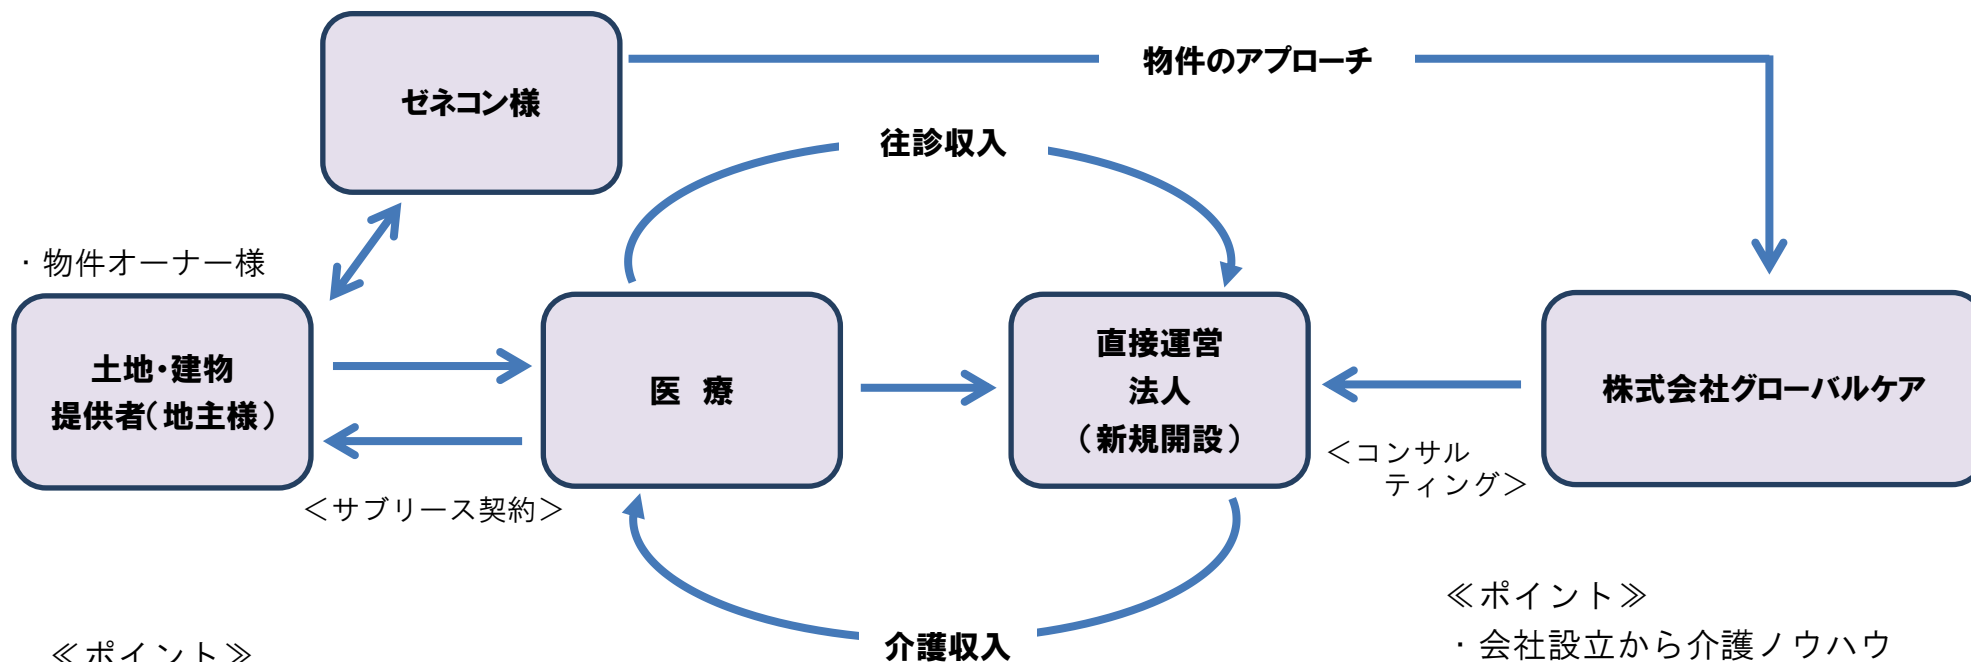 物件のアプローチ
ゼネコン様
往診収入
・物件オーナー様
土地・建物
提供者(地主様)
医 療
直接運営
法人
(新規開設)
株式会社グローバルケア
<コンサル
ティング>
<サブリース契約>
≪ポイント≫
・会社設立から介護ノウハウ
介護収入
≪ポイント≫